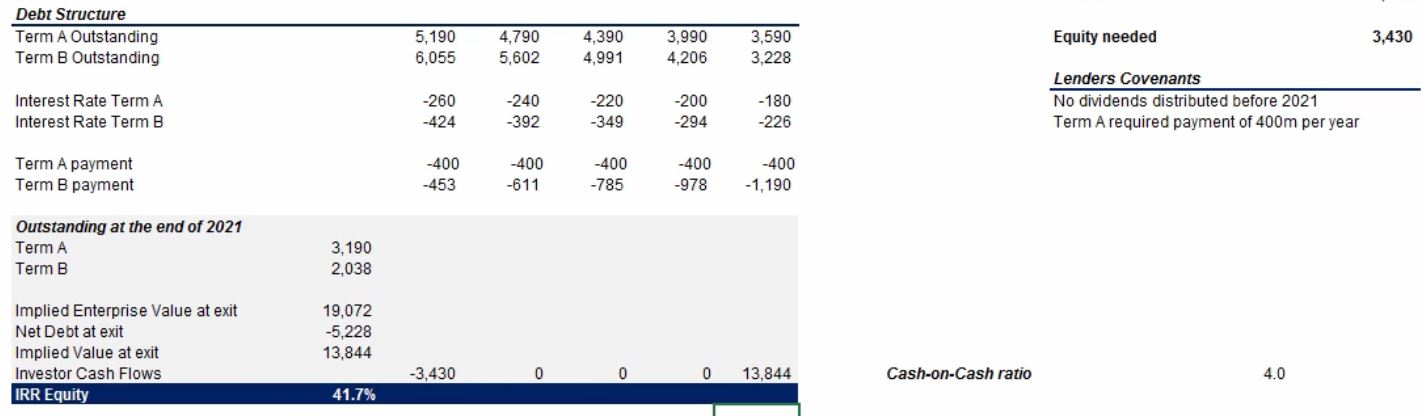 Debt Structure
Term A Outstanding 5,190 4,790 4,390 3,990 3,590
Term B Outstanding 6,055 5,602 4,991 4,206 3,228
Interest Rate Term A -260 -240 -220 -200 -180
Interest Rate Term B -424 -392 -349 -294 -226
Term A payment -400 -400 -400 -400 -400
Term B payment -453 -611 -785 -978 -1,190
Outstanding at the end of 2021
Term A 3,190
Term B 2,038
Implied Enterprise Value at exit 19,072
Net Debt at exit -5,228
Implied Value at exit 13,844
Investor Cash Flows -3,430 0 0 0 13,844
IRR Equity 41.7%
Equity needed 3,430
Lenders Covenants
No dividends distributed before 2021
Term A required payment of 400m per year
Cash-on-Cash ratio 4.0